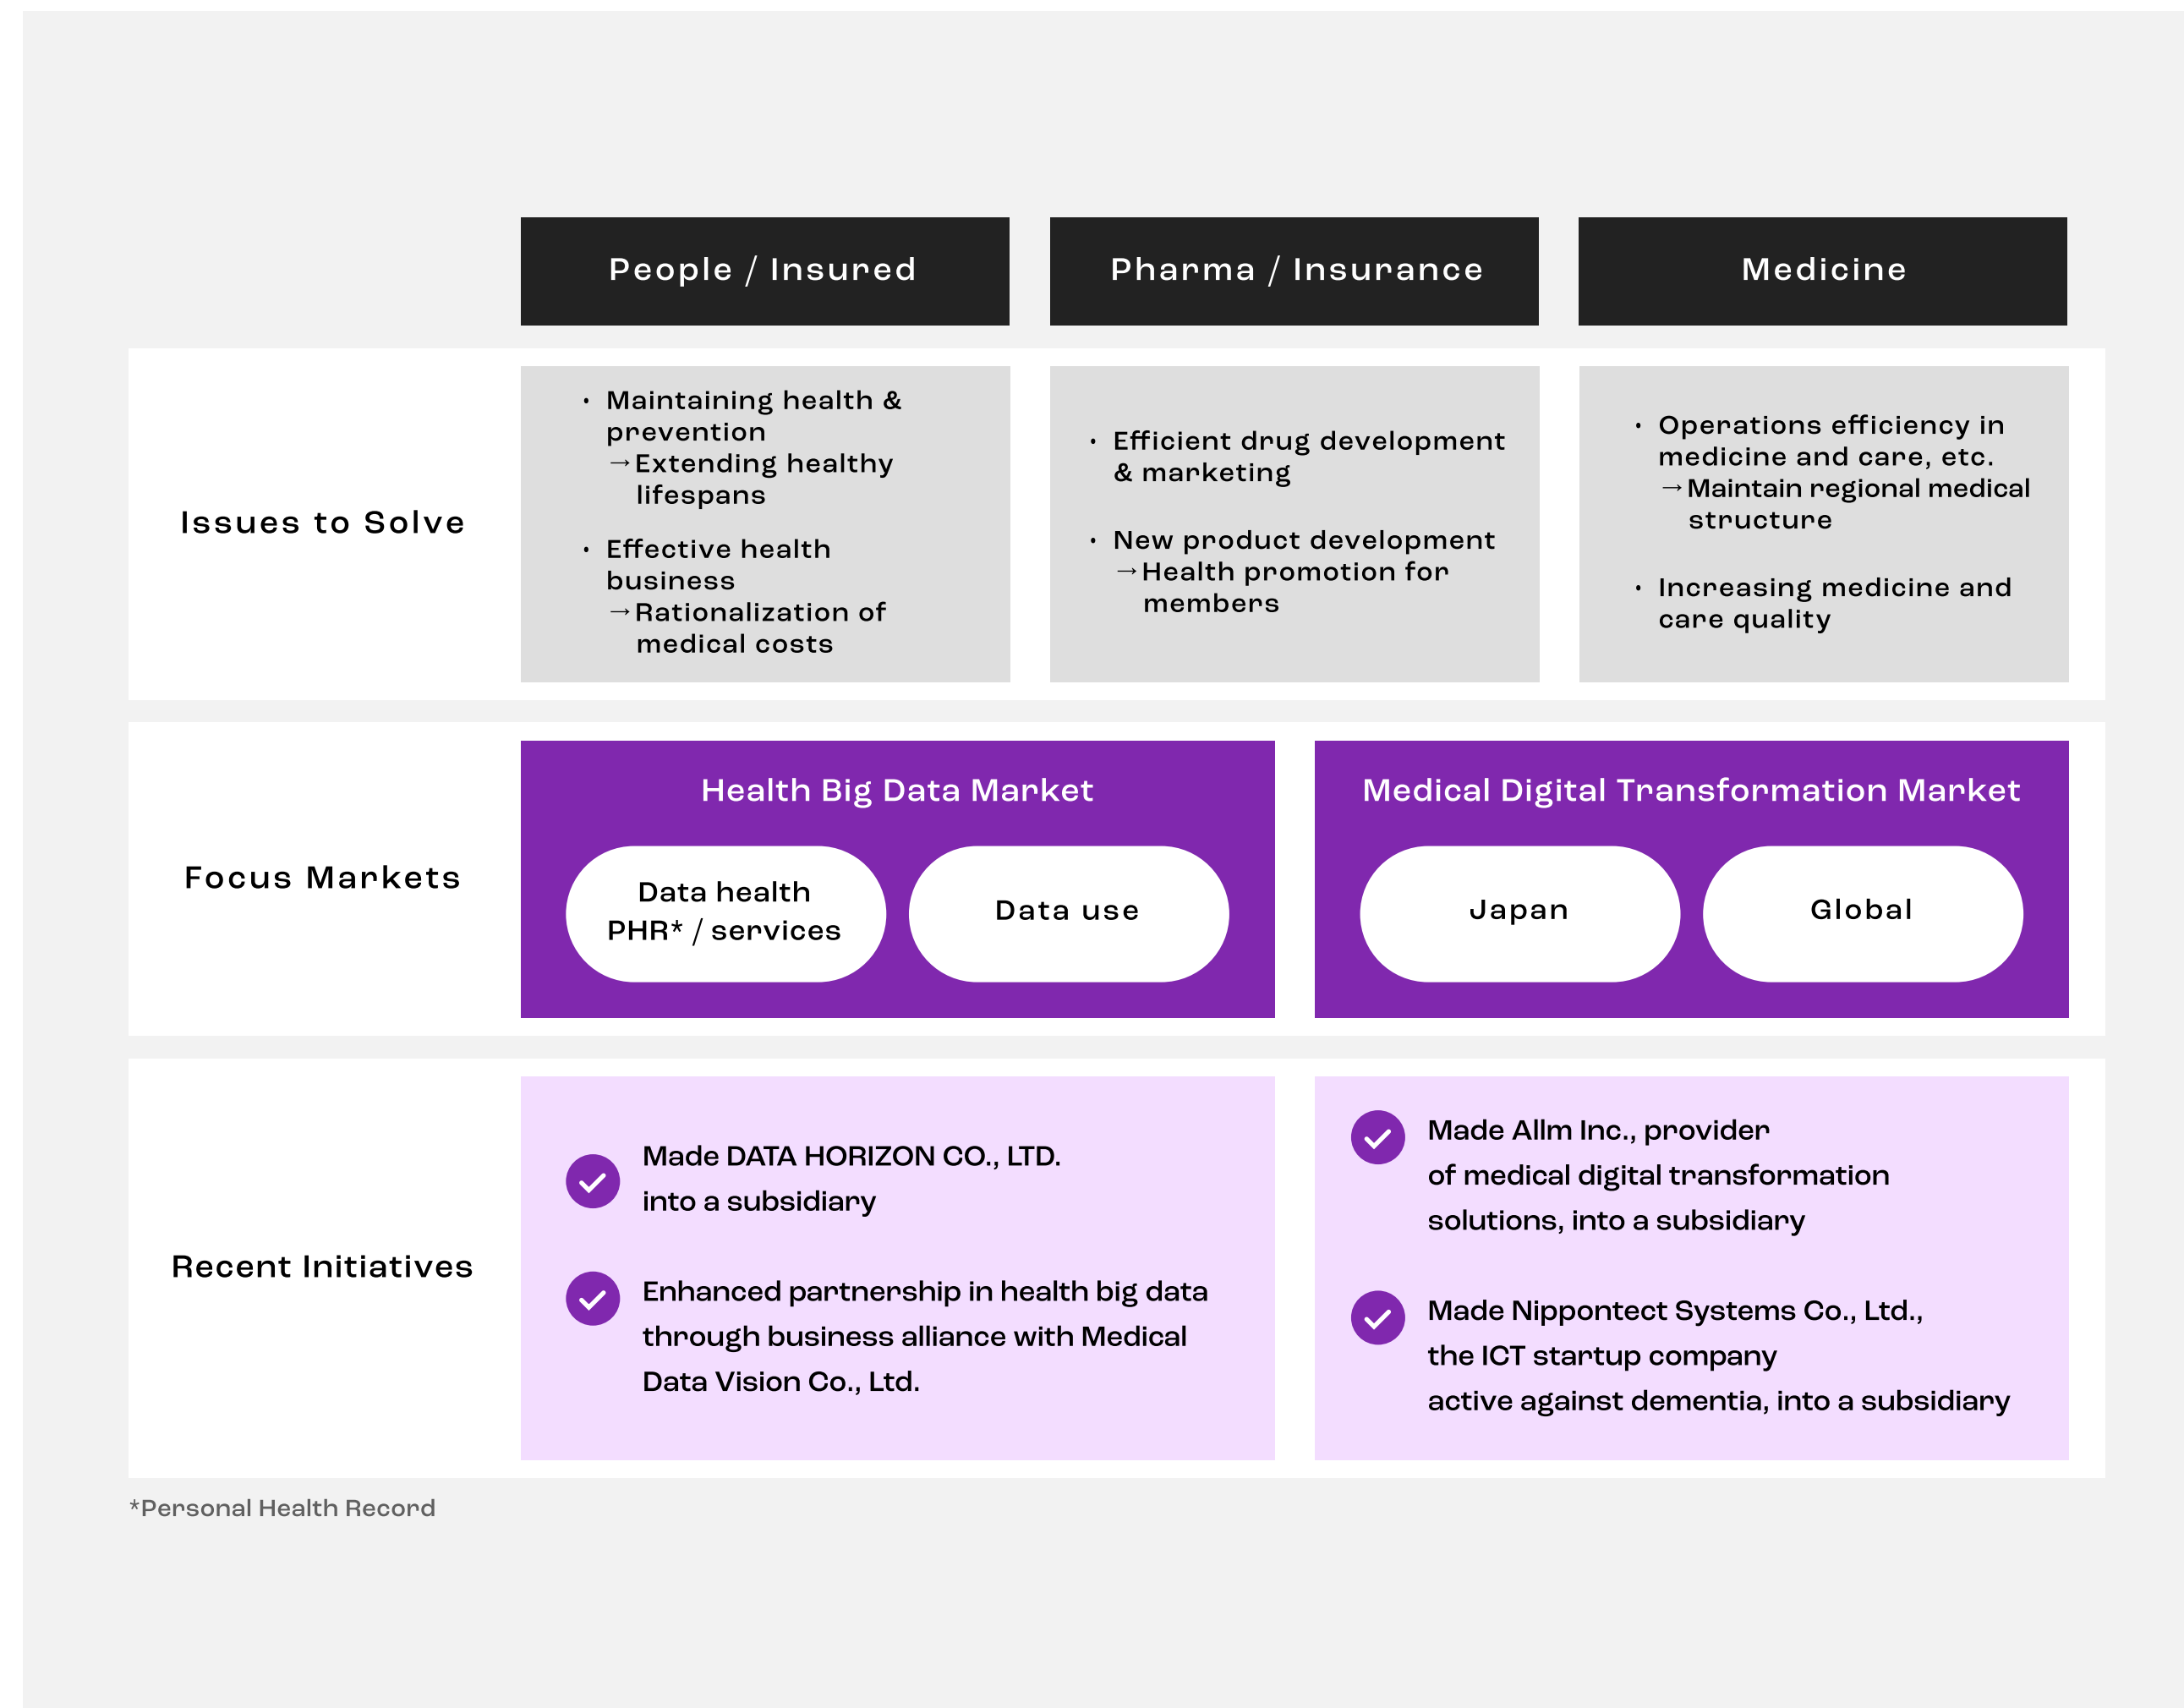 People / Insured
Pharma / Insurance
Medicine
Issues to Solve
・ Maintaining health &
prevention
→Extending healthy
lifespans
・ Effective health
business
→Rationalization of
medical costs
・ Efficient drug development
& marketing
・ New product development
→Health promotion for
members
・ Operations efficiency in
medicine and care, etc.
→Maintain regional medical
structure
・ Increasing medicine and
care quality
Focus Markets
Health Big Data Market
Data health
PHR* / services
Data use
Medical Digital Transformation Market
Japan
Global
Recent Initiatives
Made DATA HORIZON CO., LTD.
into a subsidiary
Enhanced partnership in health big data
through business alliance with Medical
Data Vision Co., Ltd.
Made Allm Inc., provider
of medical digital transformation
solutions, into a subsidiary
Made Nippontect Systems Co., Ltd.,
the ICT startup company
active against dementia, into a subsidiary
*Personal Health Record